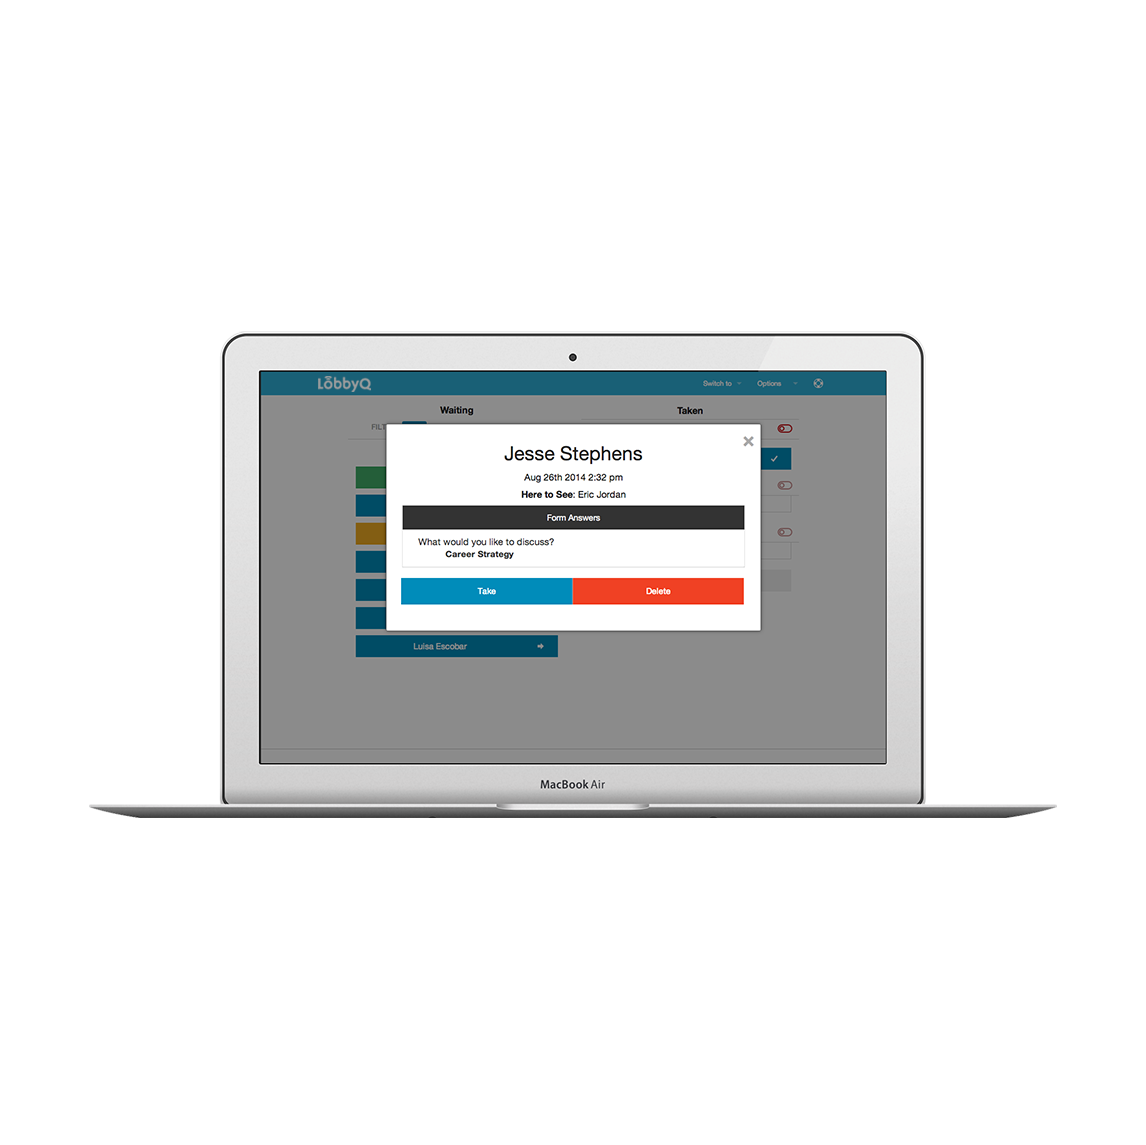 LobbyQ
Switch to
Options
Waiting
Taken
FILT
Jesse Stephens
Aug 26th 2014 2:32 pm
Here to See: Eric Jordan
Form Answers
What would you like to discuss?
Career Strategy
Take
Delete
Luisa Escobar
MacBook Air